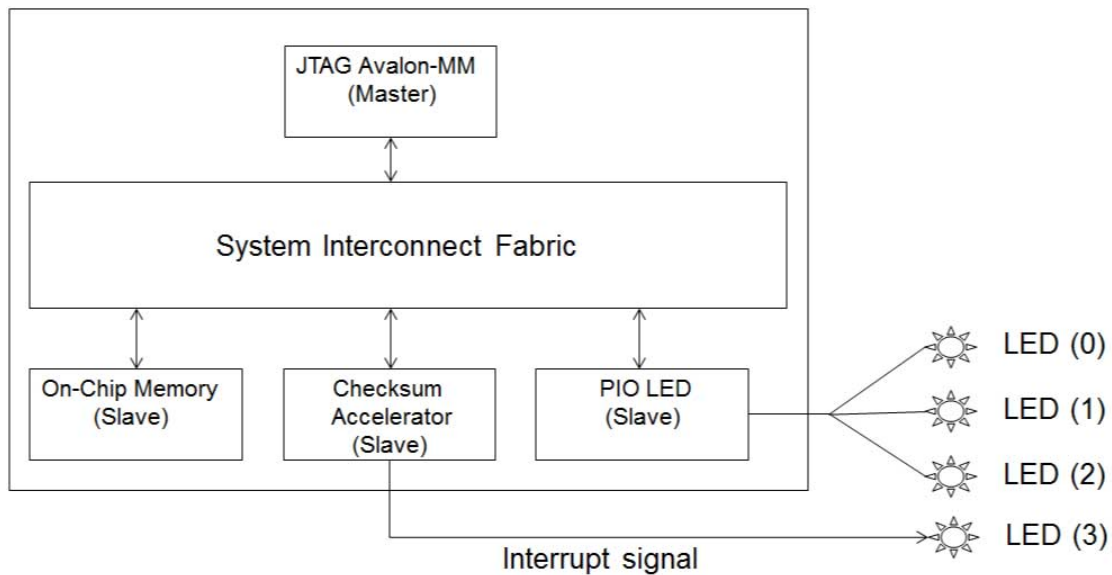 JTAG Avalon-MM
(Master)
System Interconnect Fabric
On-Chip Memory
(Slave)
Checksum
Accelerator
(Slave)
PIO LED
(Slave)
LED (0)
LED (1)
LED (2)
LED (3)
Interrupt signal